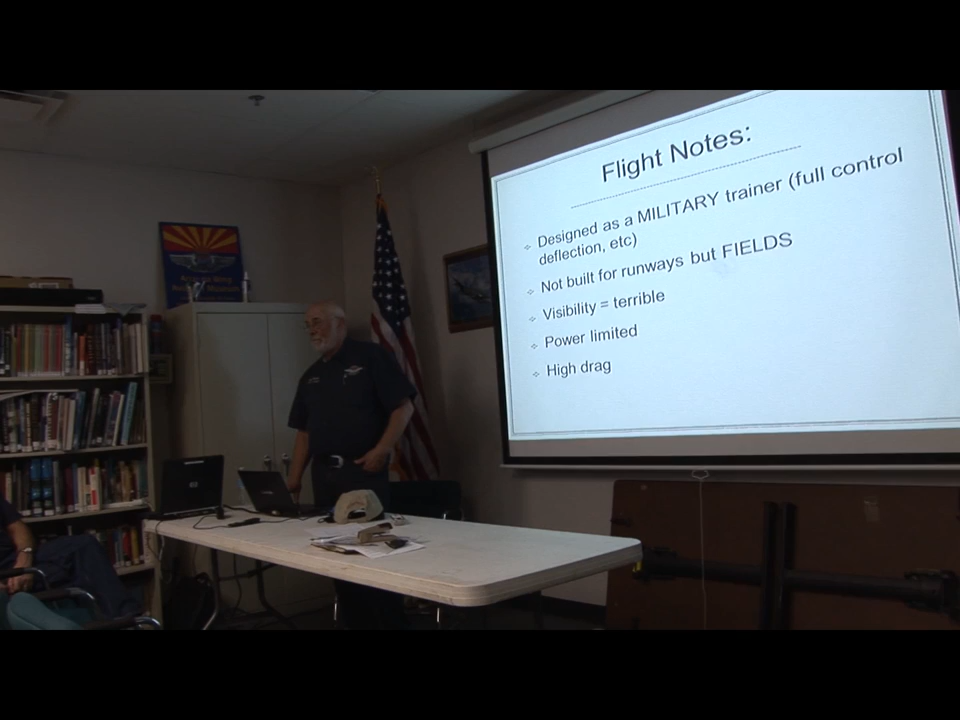 Flight Notes:
Designed as a MILITARY trainer (full control
deflection, etc)
Not built for runways but FIELDS
Visibility = terrible
Power limited
High drag